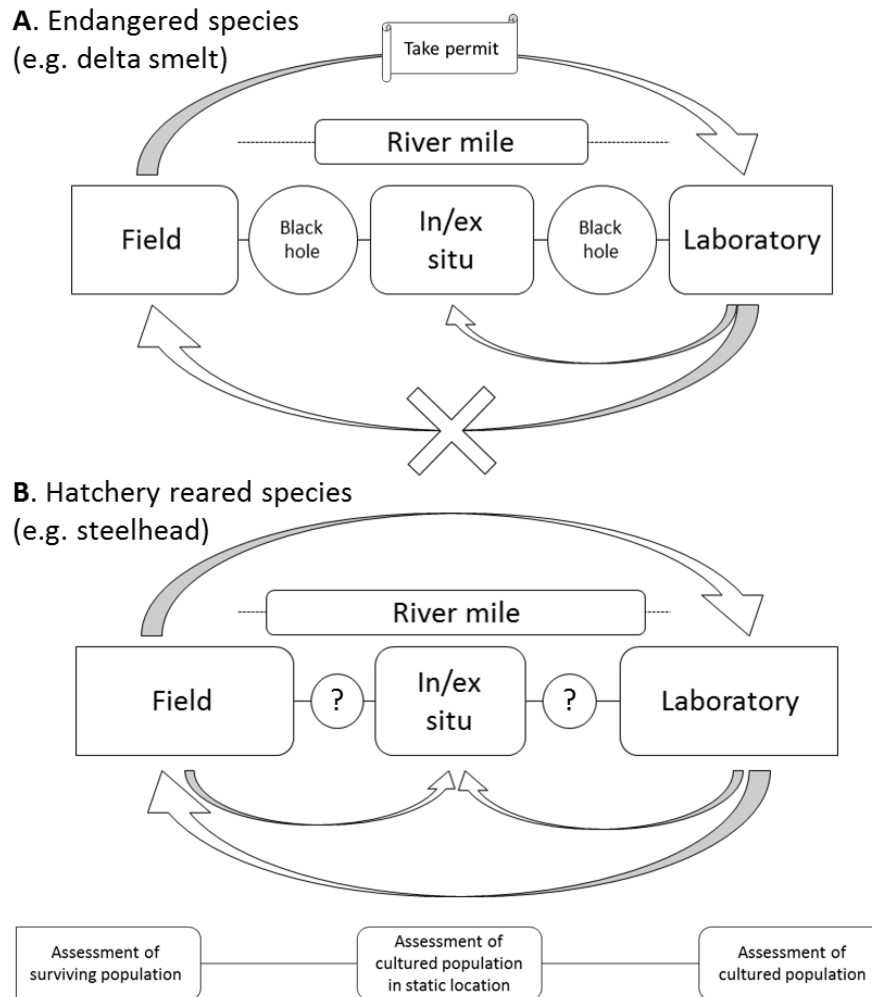 A. Endangered species
(e.g. delta smelt)
Take permit
River mile
Field
Black
hole
In/ex
situ
Black
hole
Laboratory
B. Hatchery reared species
(e.g. steelhead)
River mile
Field
?
In/ex
situ
?
Laboratory
Assessment of
surviving population
Assessment of
cultured population
in static location
Assessment of
cultured population